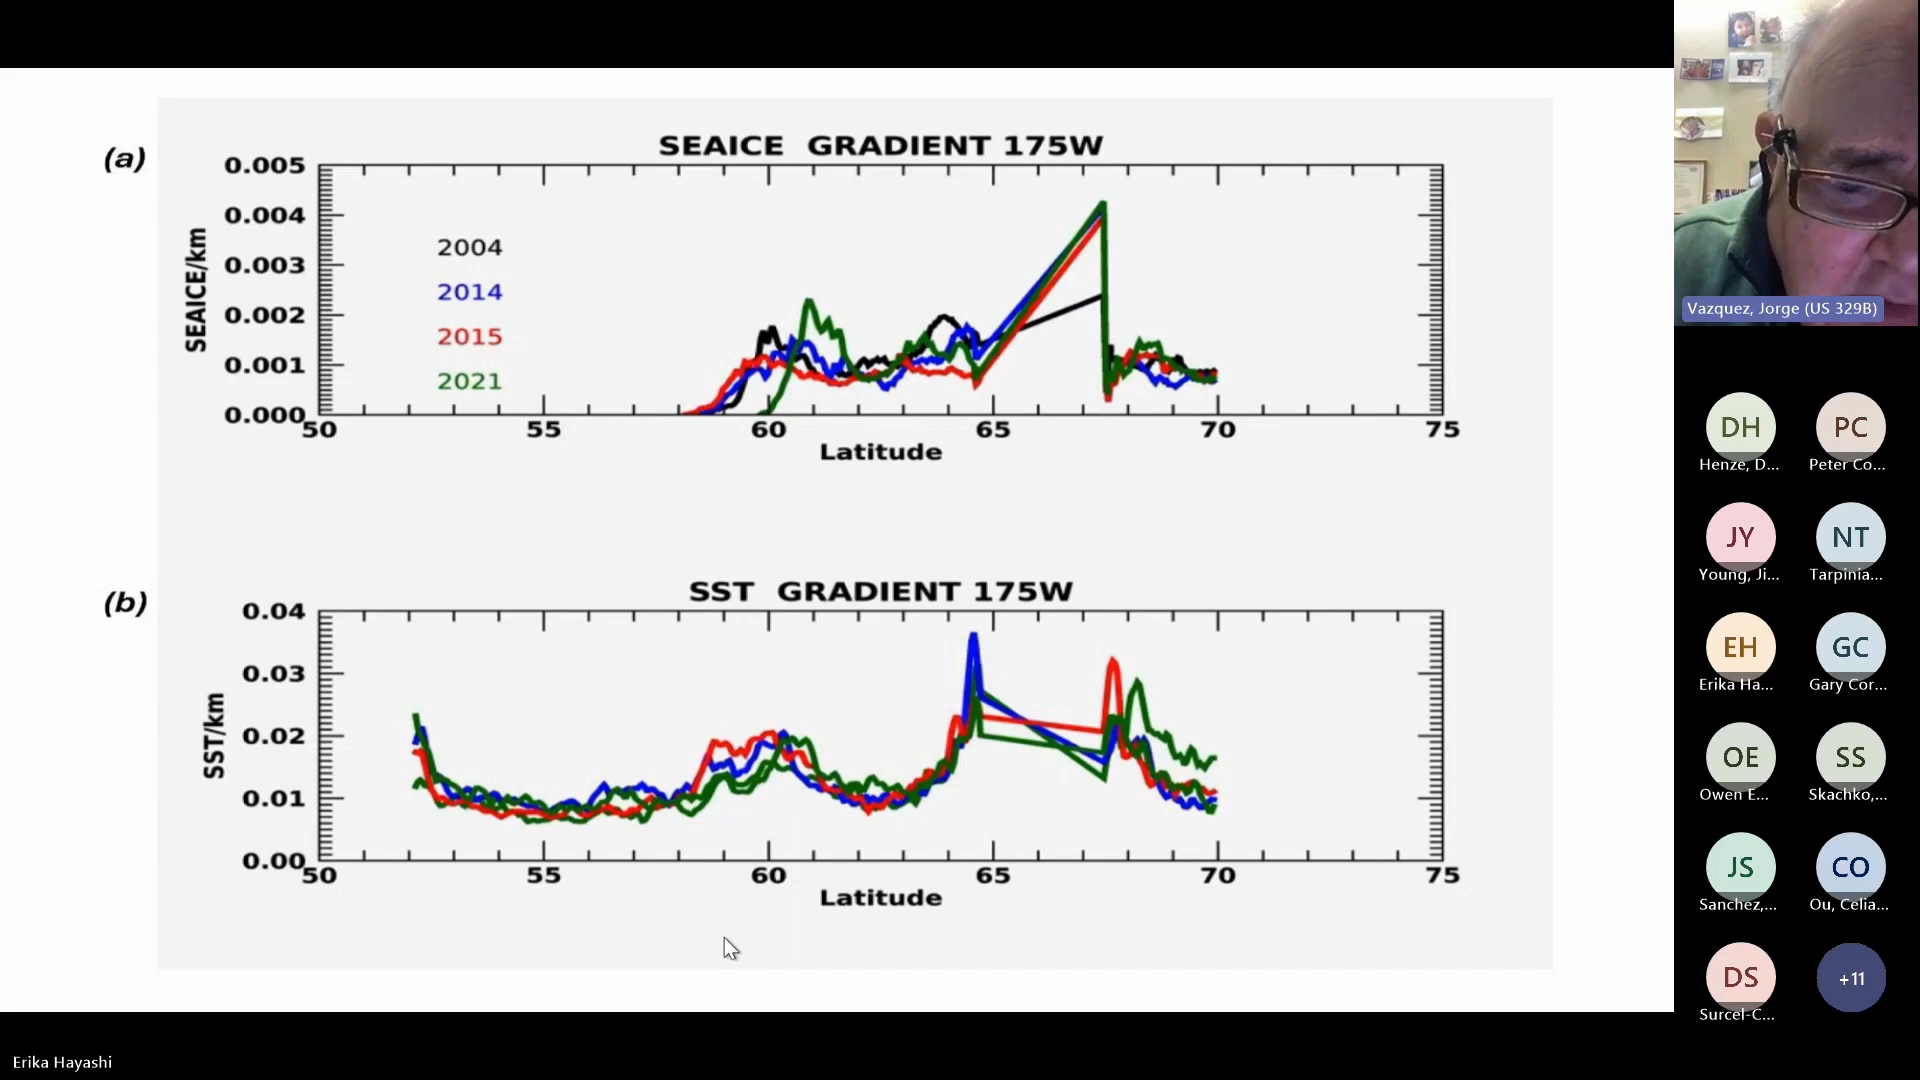 (a)
SEAICE GRADIENT 175W
0.005
0.004
0.003
0.002
0.001
0.000
SEAICE/km
2004
2014
2015
2021
50 55 60 65 70 75
Latitude
(b)
SST GRADIENT 175W
0.04
0.03
0.02
0.01
0.00
SST/km
50 55 60 65 70 75
Latitude
Erika Hayashi
Vazquez, Jorge (US 329B)
DH PC
Henze, D... Peter Co...
JY NT
Young, Ji... Tarpinia...
EH GC
Erika Ha... Gary Cor...
OE SS
Owen E... Skachko,...
JS CO
Sanchez,... Ou, Celia...
DS +11
Surcel-C...